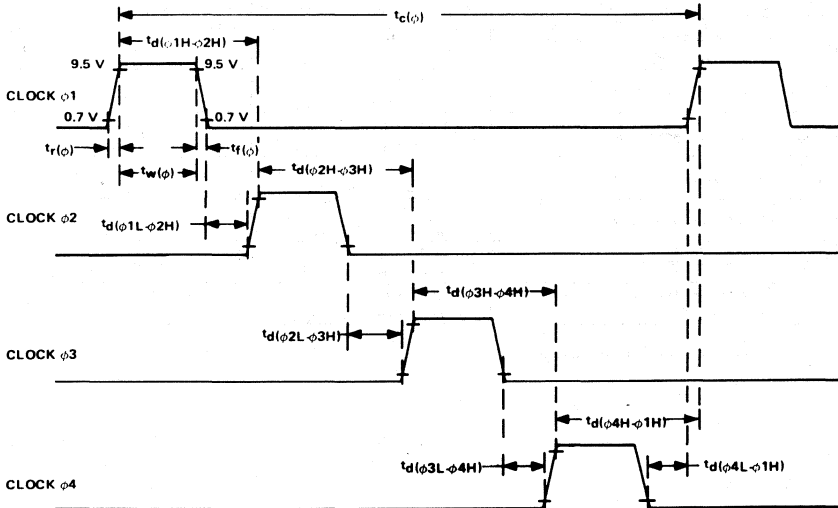 tc(ϕ)
td(ϕ1H-ϕ2H)
9.5 V
9.5 V
CLOCK ϕ1
0.7 V
0.7 V
tr(ϕ)
tf(ϕ)
tw(ϕ)
td(ϕ2H-ϕ3H)
CLOCK ϕ2
td(ϕ1L-ϕ2H)
td(ϕ3H-ϕ4H)
td(ϕ2L-ϕ3H)
CLOCK ϕ3
td(ϕ4H-ϕ1H)
td(ϕ3L-ϕ4H)
td(ϕ4L-ϕ1H)
CLOCK ϕ4